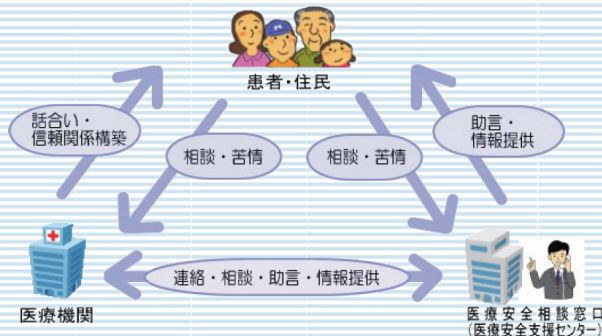 患者・住民
話合い・
信頼関係構築
相談・苦情
相談・苦情
助言・
情報提供
連絡・相談・助言・情報提供
医療機関
医療安全相談窓口
(医療安全支援センター)